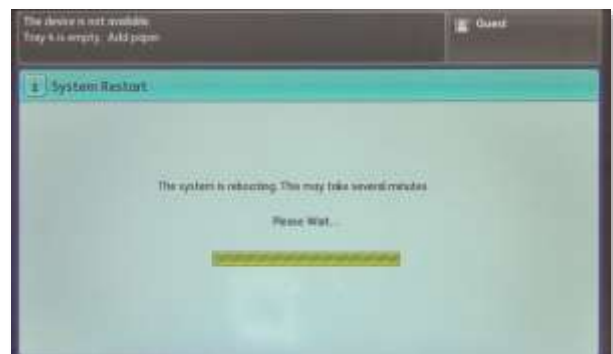 The device is not available
Tray 4 is empty. Add paper
Guest
System Restart
The system is rebooting. This may take several minutes
Please Wait...